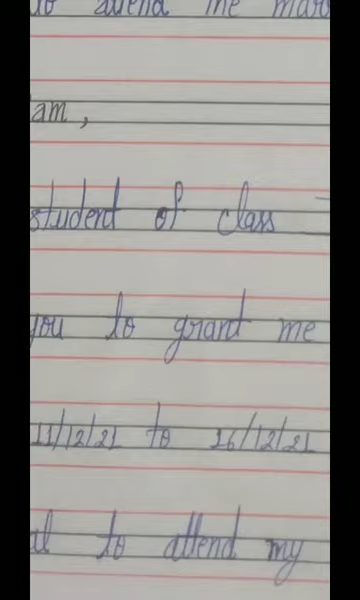 to attend the marr
am,
student of class
you to grant me
11/12/21 to 16/12/21
to attend my